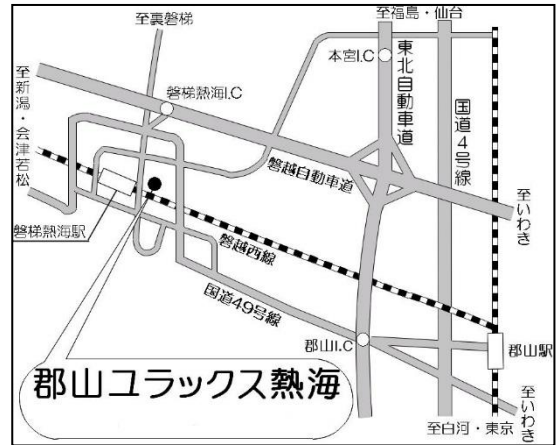 至福島・仙台
至裏磐梯
本宮I.C
東北自動車道
国道4号線
至新潟・会津若松
磐梯熱海I.C
磐越自動車道
至いわき
磐梯熱海駅
磐越西線
国道49号線
郡山I.C
郡山駅
郡山ユラックス熱海
至白河・東京
至いわき